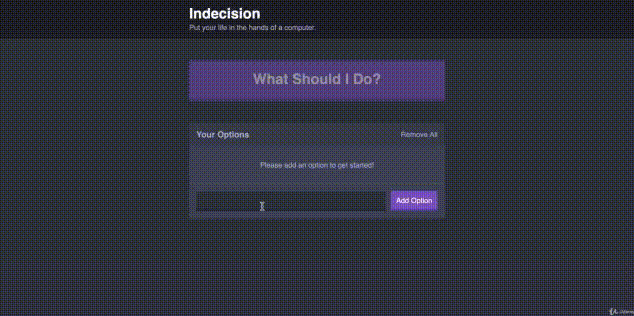 Indecision
Put your life in the hands of a computer.
What Should I Do?
Your Options
Remove All
Please add an option to get started!
Add Option